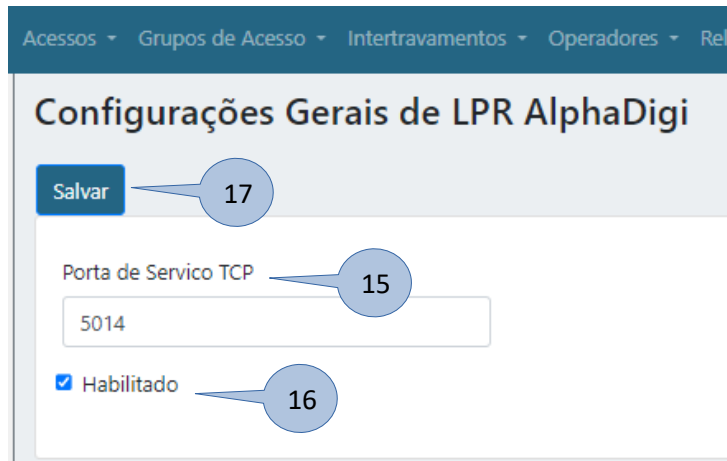 Acessos Grupos de Acesso Intertravamentos Operadores Rel
Configurações Gerais de LPR AlphaDigi
Salvar
17
Porta de Servico TCP
15
5014
Habilitado
16